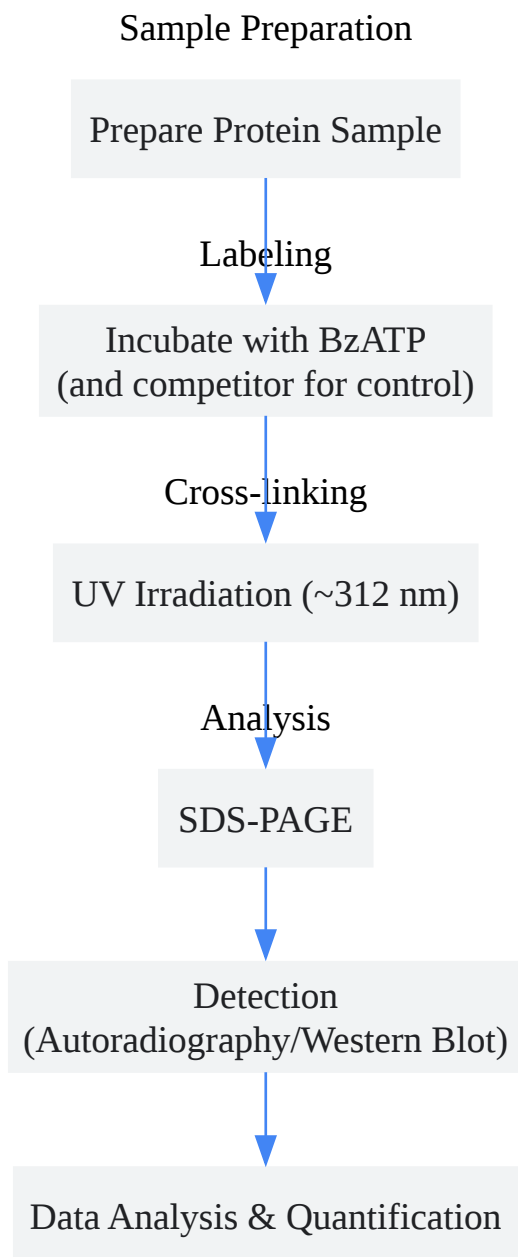 Sample Preparation
Prepare Protein Sample
Labeling
Incubate with BzATP
(and competitor for control)
Cross-linking
UV Irradiation (~312 nm)
Analysis
SDS-PAGE
Detection
(Autoradiography/Western Blot)
Data Analysis & Quantification